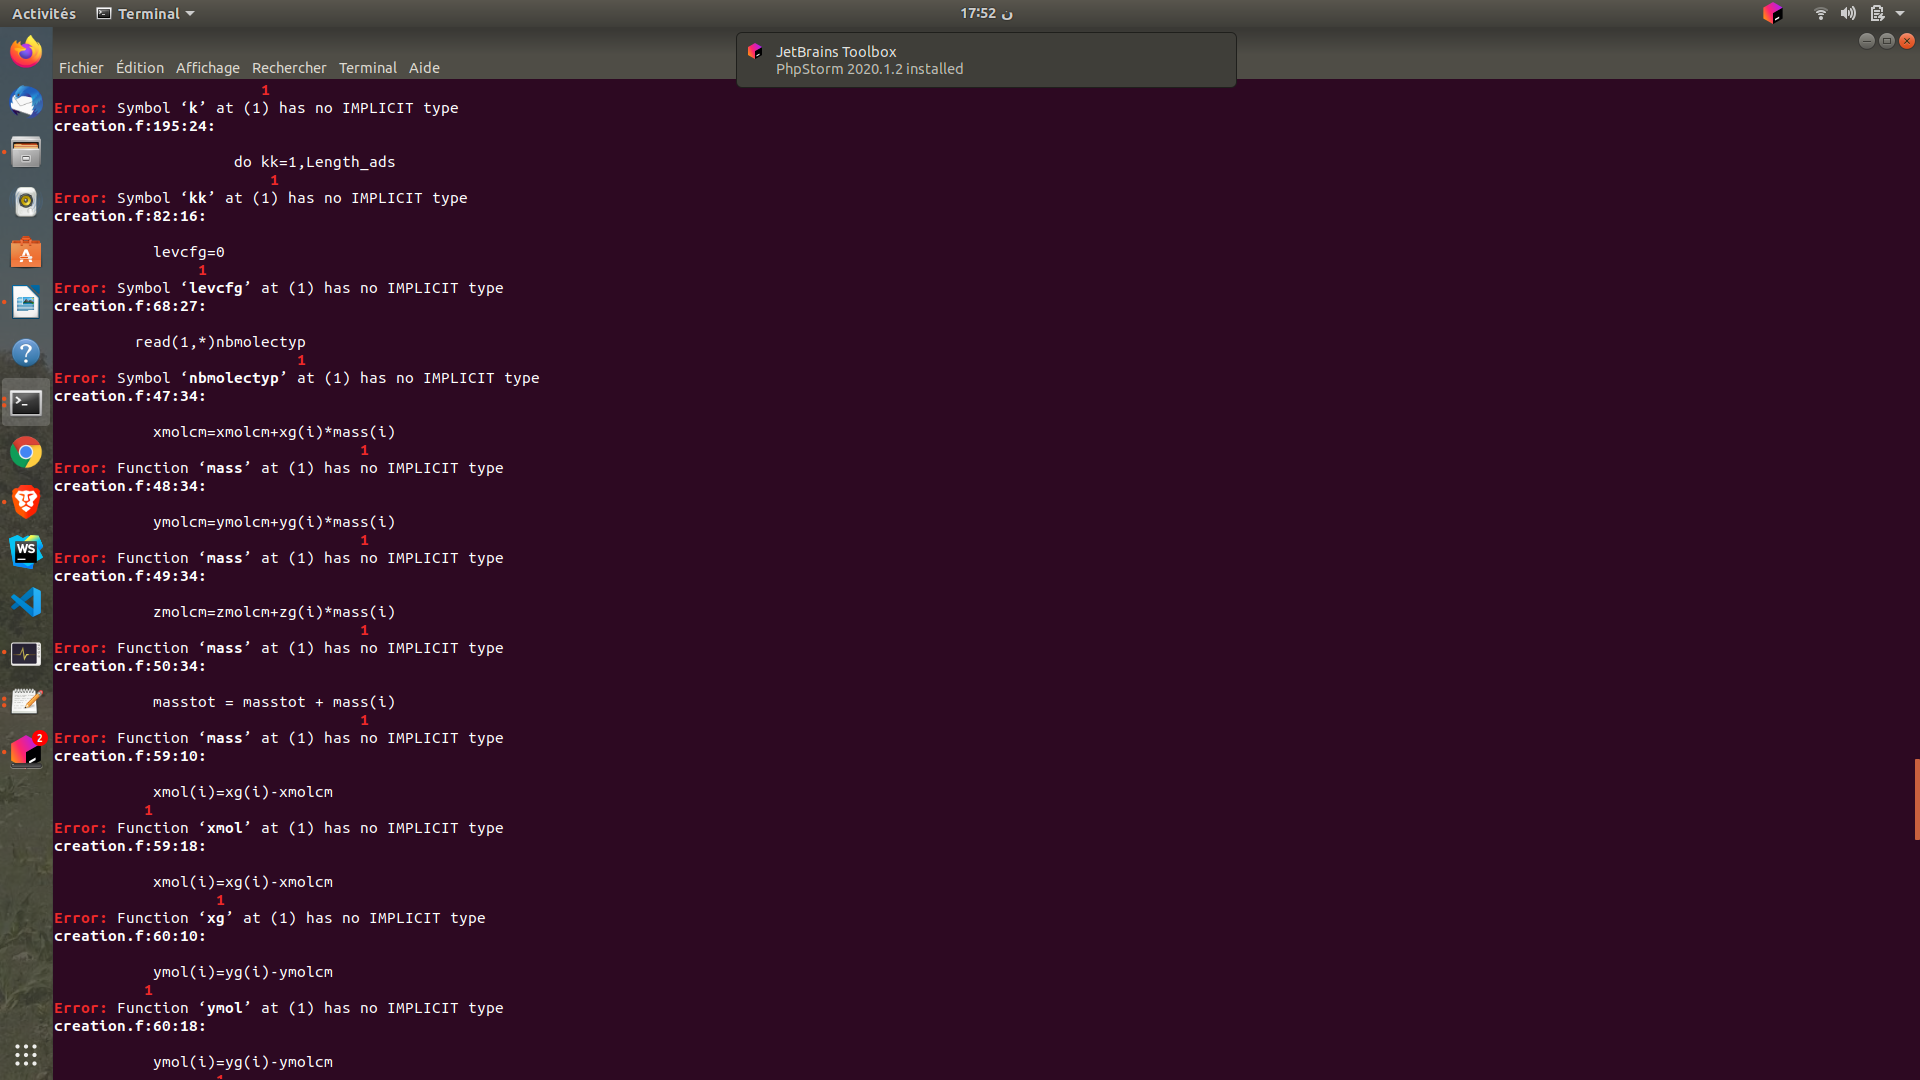 Activités
Terminal
17:52 ن
JetBrains Toolbox
PhpStorm 2020.1.2 installed
Fichier Édition Affichage Rechercher Terminal Aide
1
Error: Symbol ‘k’ at (1) has no IMPLICIT type
creation.f:195:24:
do kk=1,Length_ads
1
Error: Symbol ‘kk’ at (1) has no IMPLICIT type
creation.f:82:16:
levcfg=0
1
Error: Symbol ‘levcfg’ at (1) has no IMPLICIT type
creation.f:68:27:
read(1,*)nbmolectyp
1
Error: Symbol ‘nbmolectyp’ at (1) has no IMPLICIT type
creation.f:47:34:
xmolcm=xmolcm+xg(i)*mass(i)
1
Error: Function ‘mass’ at (1) has no IMPLICIT type
creation.f:48:34:
ymolcm=ymolcm+yg(i)*mass(i)
1
Error: Function ‘mass’ at (1) has no IMPLICIT type
creation.f:49:34:
zmolcm=zmolcm+zg(i)*mass(i)
1
Error: Function ‘mass’ at (1) has no IMPLICIT type
creation.f:50:34:
masstot = masstot + mass(i)
1
Error: Function ‘mass’ at (1) has no IMPLICIT type
creation.f:59:10:
xmol(i)=xg(i)-xmolcm
1
Error: Function ‘xmol’ at (1) has no IMPLICIT type
creation.f:59:18:
xmol(i)=xg(i)-xmolcm
1
Error: Function ‘xg’ at (1) has no IMPLICIT type
creation.f:60:10:
ymol(i)=yg(i)-ymolcm
1
Error: Function ‘ymol’ at (1) has no IMPLICIT type
creation.f:60:18:
ymol(i)=yg(i)-ymolcm
1
WS
2